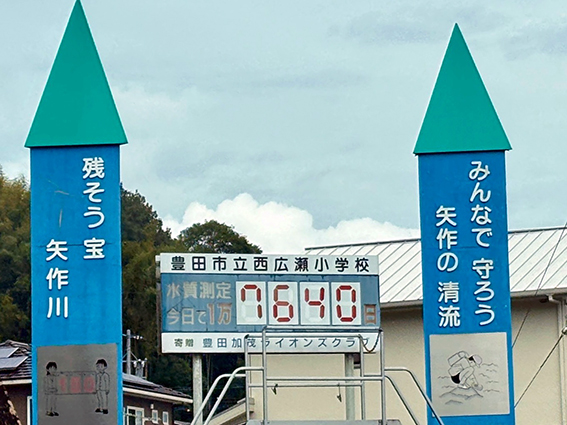 残そう 宝
矢作川
豊田市立西広瀬小学校
水質測定
今日で1万
7640日
寄贈 豊田加茂ライオンズクラブ
みんなで 守ろう
矢作の 清流